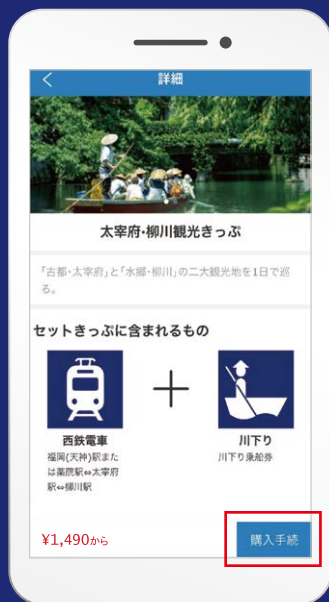 詳細
太宰府・柳川観光きっぷ
「古都・太宰府」と「水郷・柳川」の二大観光地を1日で巡
る。
セットきっぷに含まれるもの
西鉄電車
福岡(天神)駅また
は薬院駅⇔太宰府
駅⇔柳川駅
川下り
川下り乗船券
¥1,490から
購入手続